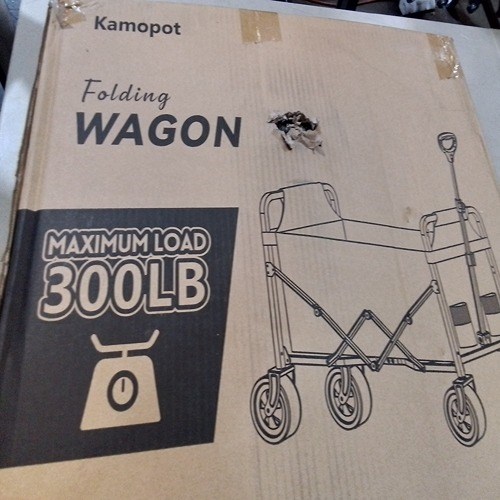 Kamopot
Folding
WAGON
MAXIMUM LOAD
300LB